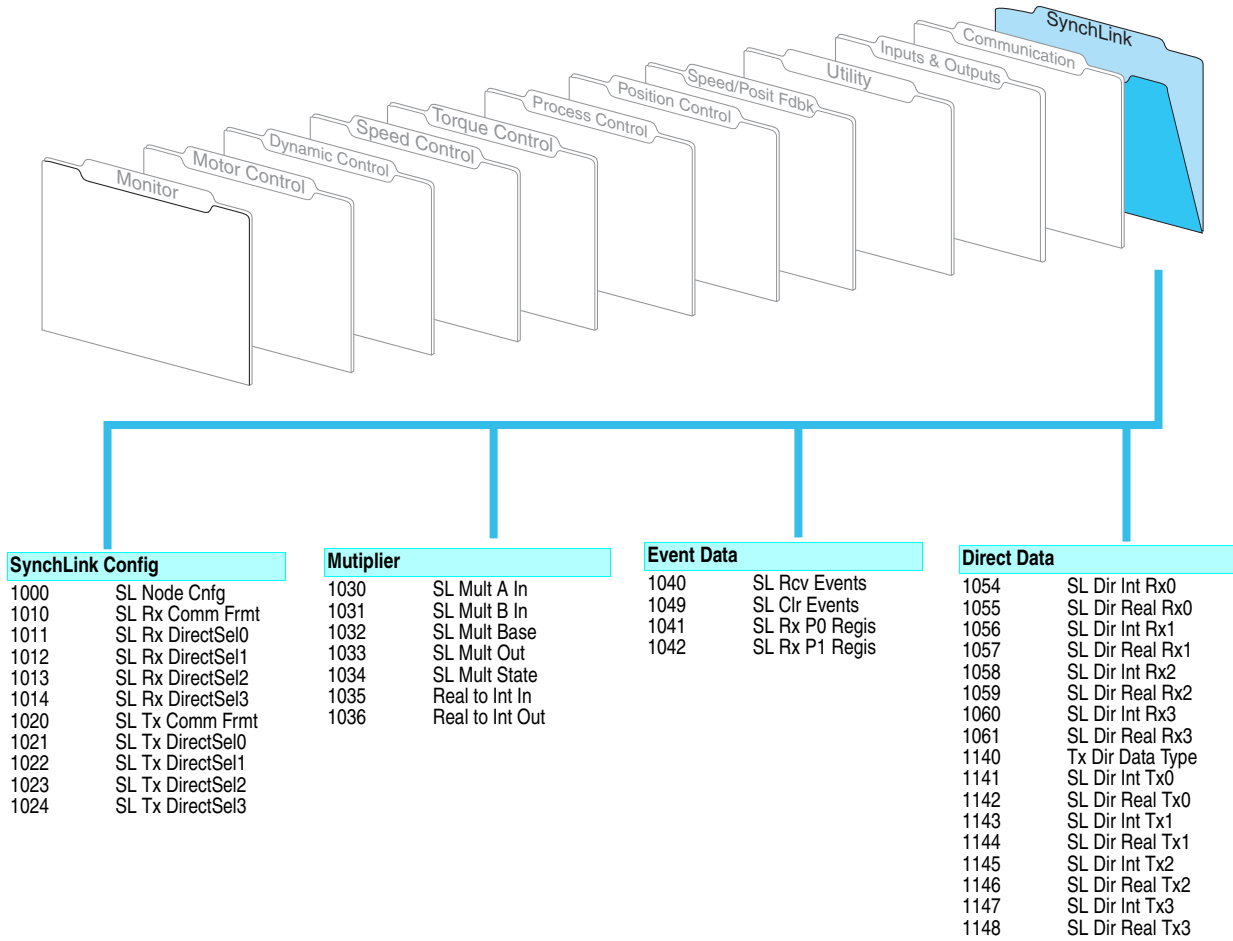 Monitor
Motor Control
Dynamic Control
Speed Control
Torque Control
Process Control
Position Control
Speed/Posit Fdbk
Utility
Inputs & Outputs
Communication
SynchLink
SynchLink Config
1000 SL Node Cnfg
1010 SL Rx Comm Frmt
1011 SL Rx DirectSel0
1012 SL Rx DirectSel1
1013 SL Rx DirectSel2
1014 SL Rx DirectSel3
1020 SL Tx Comm Frmt
1021 SL Tx DirectSel0
1022 SL Tx DirectSel1
1023 SL Tx DirectSel2
1024 SL Tx DirectSel3
Mutiplier
1030 SL Mult A In
1031 SL Mult B In
1032 SL Mult Base
1033 SL Mult Out
1034 SL Mult State
1035 Real to Int In
1036 Real to Int Out
Event Data
1040 SL Rcv Events
1049 SL Clr Events
1041 SL Rx P0 Regis
1042 SL Rx P1 Regis
Direct Data
1054 SL Dir Int Rx0
1055 SL Dir Real Rx0
1056 SL Dir Int Rx1
1057 SL Dir Real Rx1
1058 SL Dir Int Rx2
1059 SL Dir Real Rx2
1060 SL Dir Int Rx3
1061 SL Dir Real Rx3
1140 Tx Dir Data Type
1141 SL Dir Int Tx0
1142 SL Dir Real Tx0
1143 SL Dir Int Tx1
1144 SL Dir Real Tx1
1145 SL Dir Int Tx2
1146 SL Dir Real Tx2
1147 SL Dir Int Tx3
1148 SL Dir Real Tx3